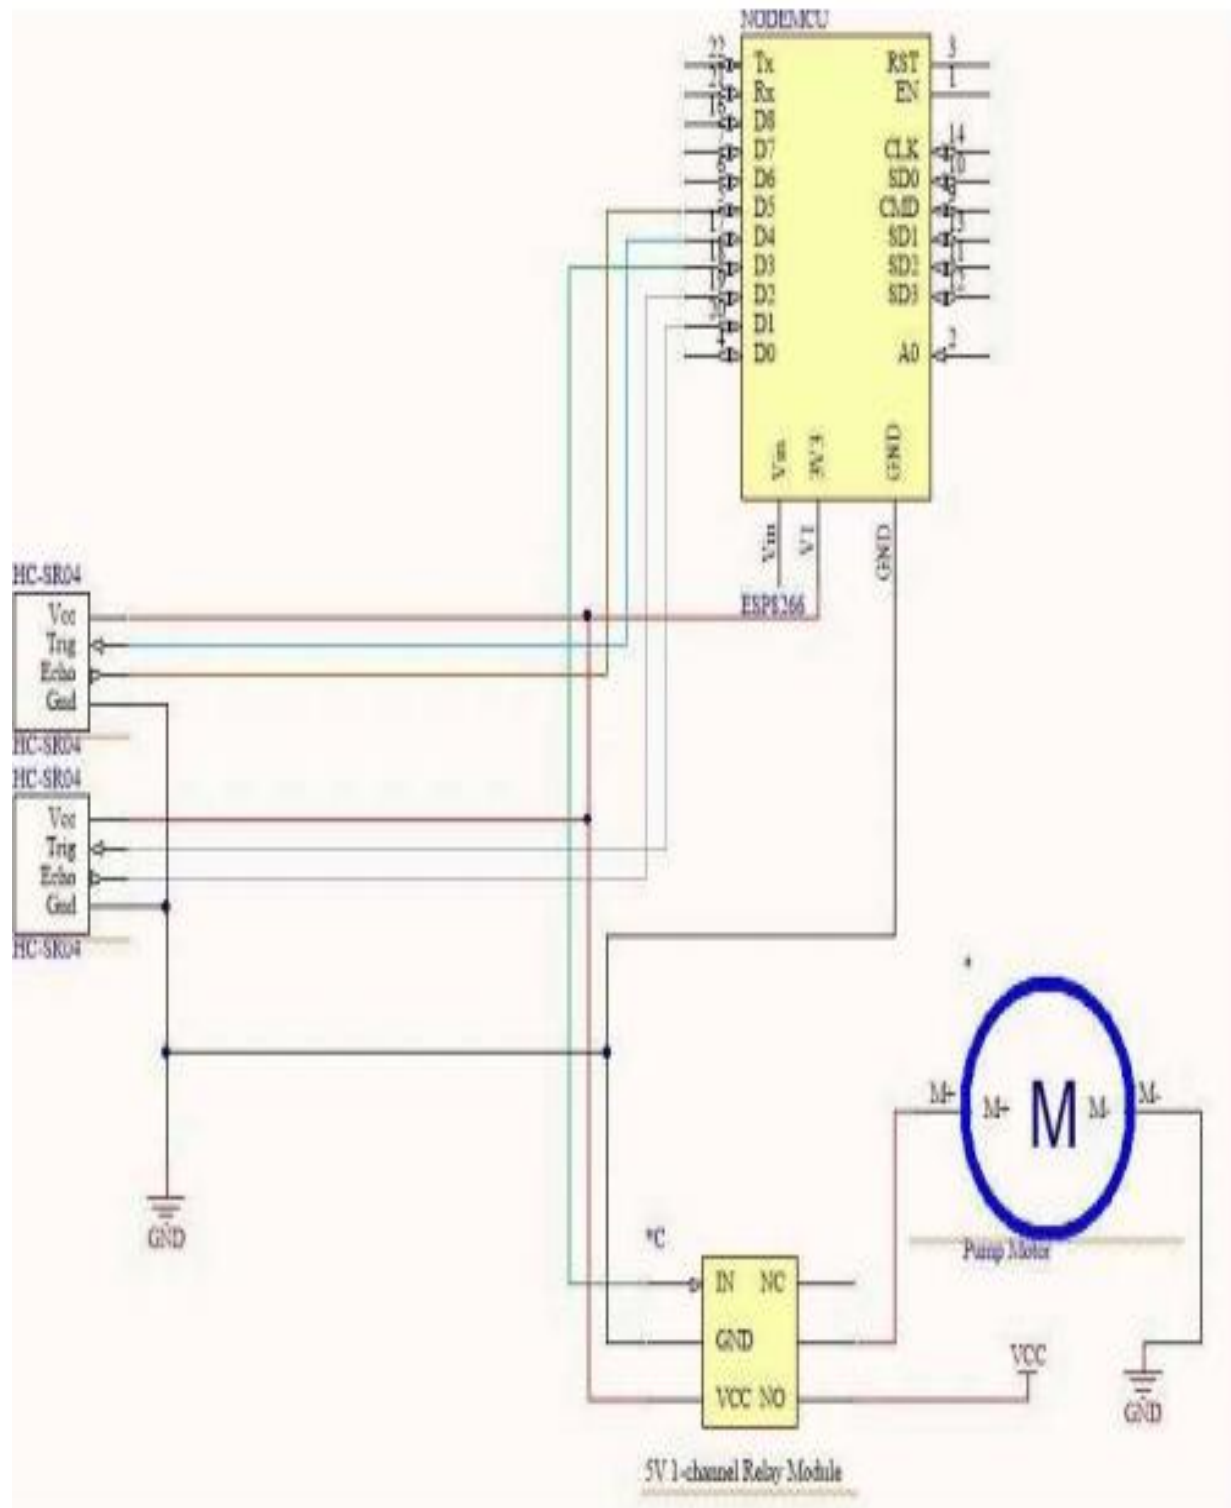 NODEMCU
Tx RST 3
Rx EN 1
D8
D7 CLK 14
D6 SD0
D5 CMD
D4 SD1
D3 SD2
D2 SD3
D1
4 D0 A0 2
Vin 3V3 GND
Vin GND
ESP8266
HC-SR04
Vcc
Trig
Echo
Gnd
HC-SR04
HC-SR04
Vcc
Trig
Echo
Gnd
HC-SR04
*
M+ M+ M M- M-
Pump Motor
GND
*C
IN NC
GND
VCC NO
VCC
GND
5V 1-channel Relay Module